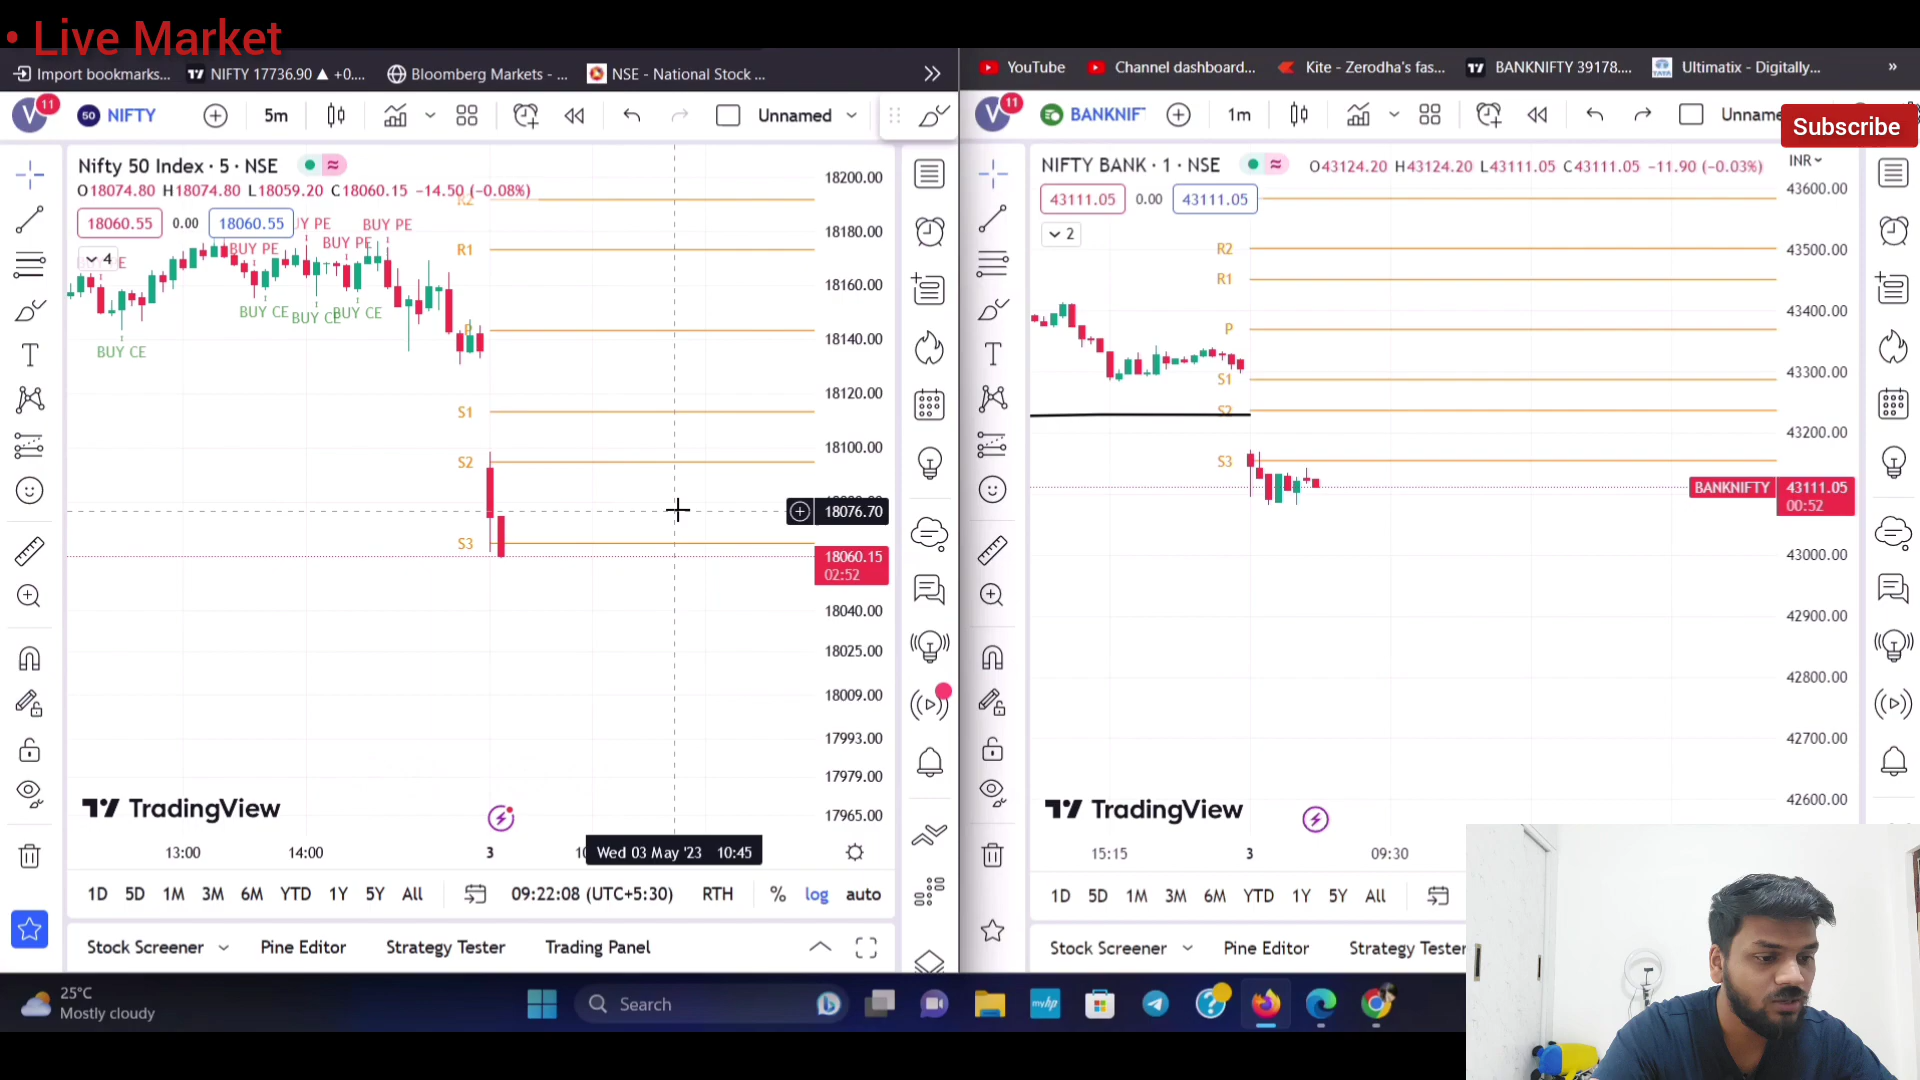 • Live Market
Import bookmarks...
NIFTY 17736.90 ▲ +0....
Bloomberg Markets - ...
NSE - National Stock ...
YouTube
Channel dashboard...
Kite - Zerodha's fas...
BANKNIFTY 39178....
Ultimatix - Digitally...
V
11
50
NIFTY
5m
Unnamed
V
11
BANKNIF
1m
Unname
Subscribe
Nifty 50 Index · 5 · NSE
O18074.80 H18074.80 L18059.20 C18060.15 −14.50 (−0.08%)
18060.55
0.00
18060.55
4
BUY PE
BUY PE
BUY PE
BUY CE
BUY CE
BUY CE
BUY CE
R2
R1
P
S1
S2
S3
18200.00
18180.00
18160.00
18140.00
18120.00
18100.00
18076.70
18060.15
02:52
18040.00
18025.00
18009.00
17993.00
17979.00
17965.00
TradingView
13:00
14:00
3
Wed 03 May '23 10:45
1D 5D 1M 3M 6M YTD 1Y 5Y All
09:22:08 (UTC+5:30)
RTH
%
log
auto
Stock Screener
Pine Editor
Strategy Tester
Trading Panel
NIFTY BANK · 1 · NSE
O43124.20 H43124.20 L43111.05 C43111.05 −11.90 (−0.03%)
INR
43111.05
0.00
43111.05
2
R2
R1
P
S1
S2
S3
43600.00
43500.00
43400.00
43300.00
43200.00
BANKNIFTY
43111.05
00:52
43000.00
42900.00
42800.00
42700.00
42600.00
TradingView
15:15
3
09:30
1D 5D 1M 3M 6M YTD 1Y 5Y All
Stock Screener
Pine Editor
Strategy Tester
25°C
Mostly cloudy
Search
myhp